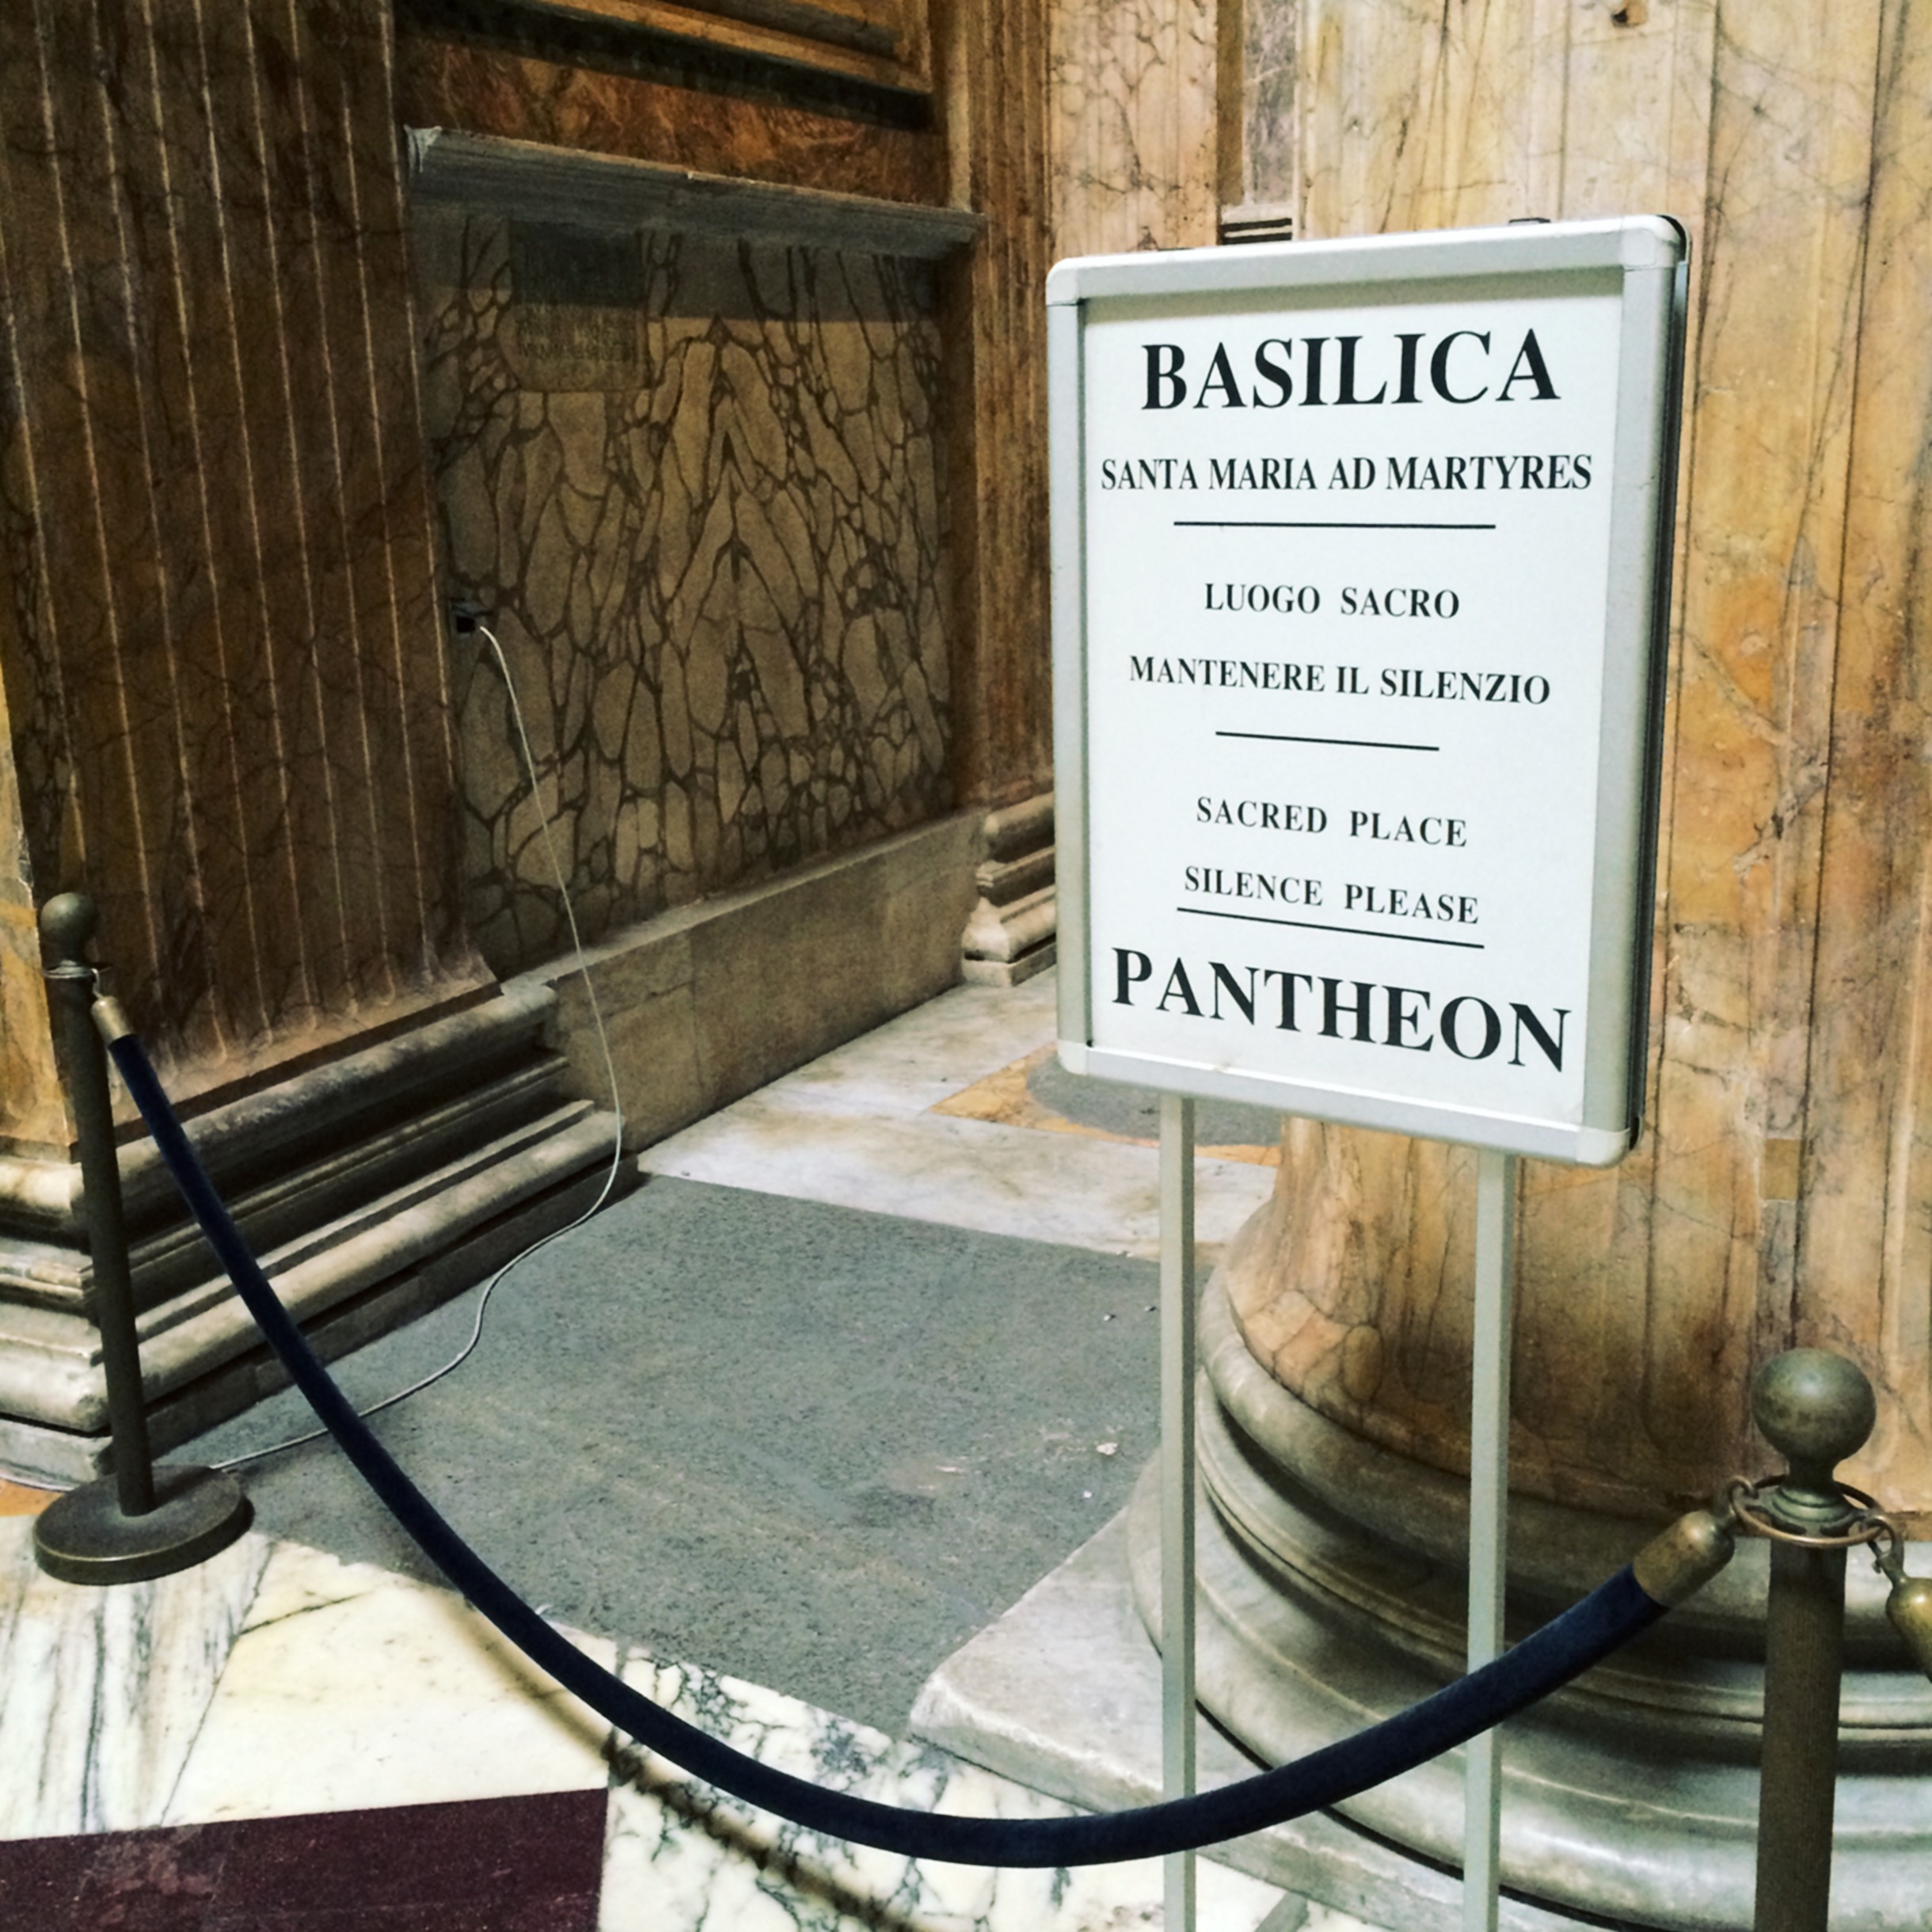 BASILICA
SANTA MARIA AD MARTYRES
LUOGO SACRO
MANTENERE IL SILENZIO
SACRED PLACE
SILENCE PLEASE
PANTHEON